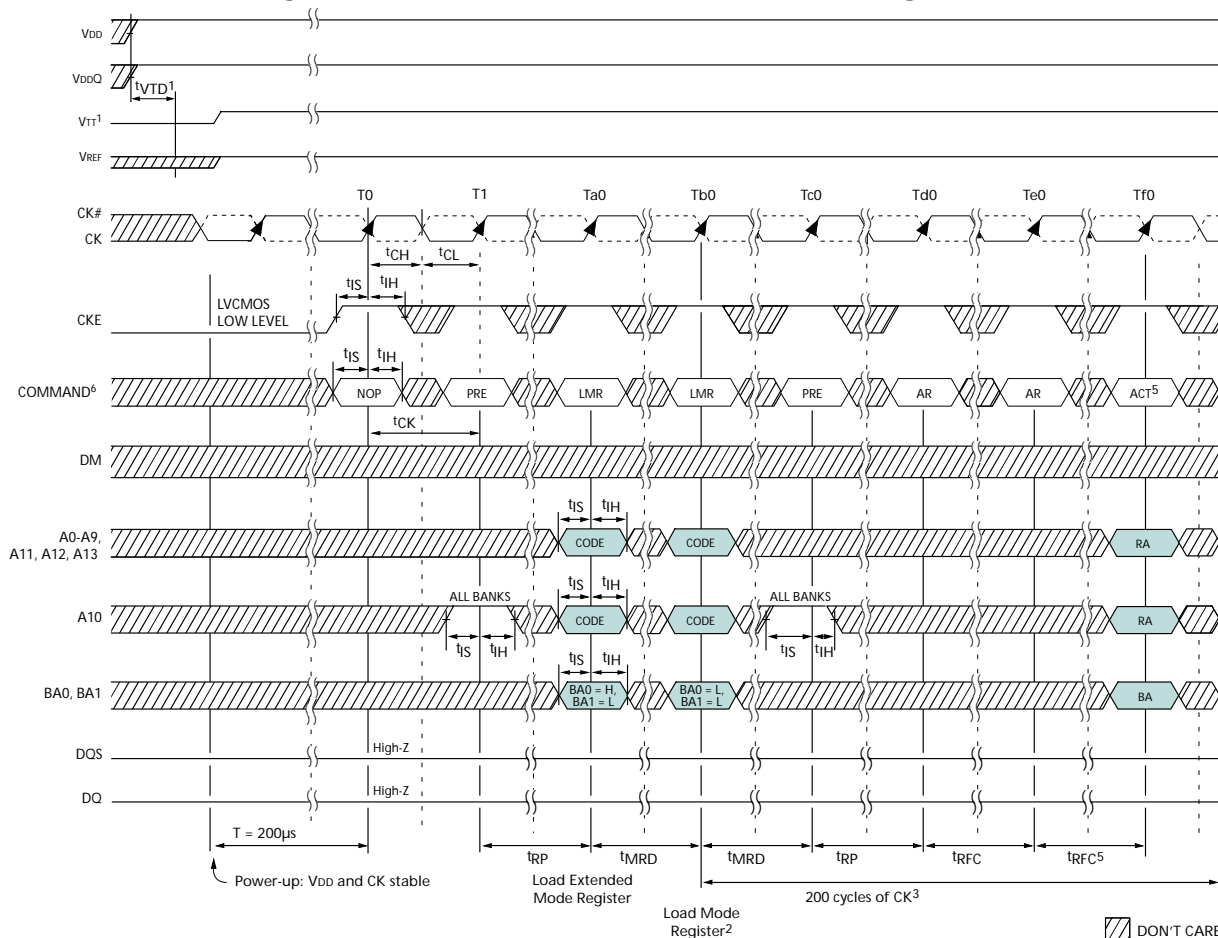 VDD
VDDQ
tVTD1
VTT1
VREF
T0 T1 Ta0 Tb0 Tc0 Td0 Te0 Tf0
CK#
CK
tCH tCL
tIS tIH
LVCMOS
LOW LEVEL
CKE
tIS tIH
COMMAND6 NOP PRE LMR LMR PRE AR AR ACT5
tCK
DM
tIS tIH
A0-A9,
A11, A12, A13
CODE CODE RA
tIS tIH
ALL BANKS ALL BANKS
A10 CODE CODE RA
tIS tIH tIS tIH
tIS tIH
BA0, BA1
BA0 = H,
BA1 = L
BA0 = L,
BA1 = L
BA
DQS High-Z
DQ High-Z
T = 200µs
tRP tMRD tMRD tRP tRFC tRFC5
Power-up: VDD and CK stable
Load Extended
Mode Register
200 cycles of CK3
Load Mode
Register2
DON'T CARE